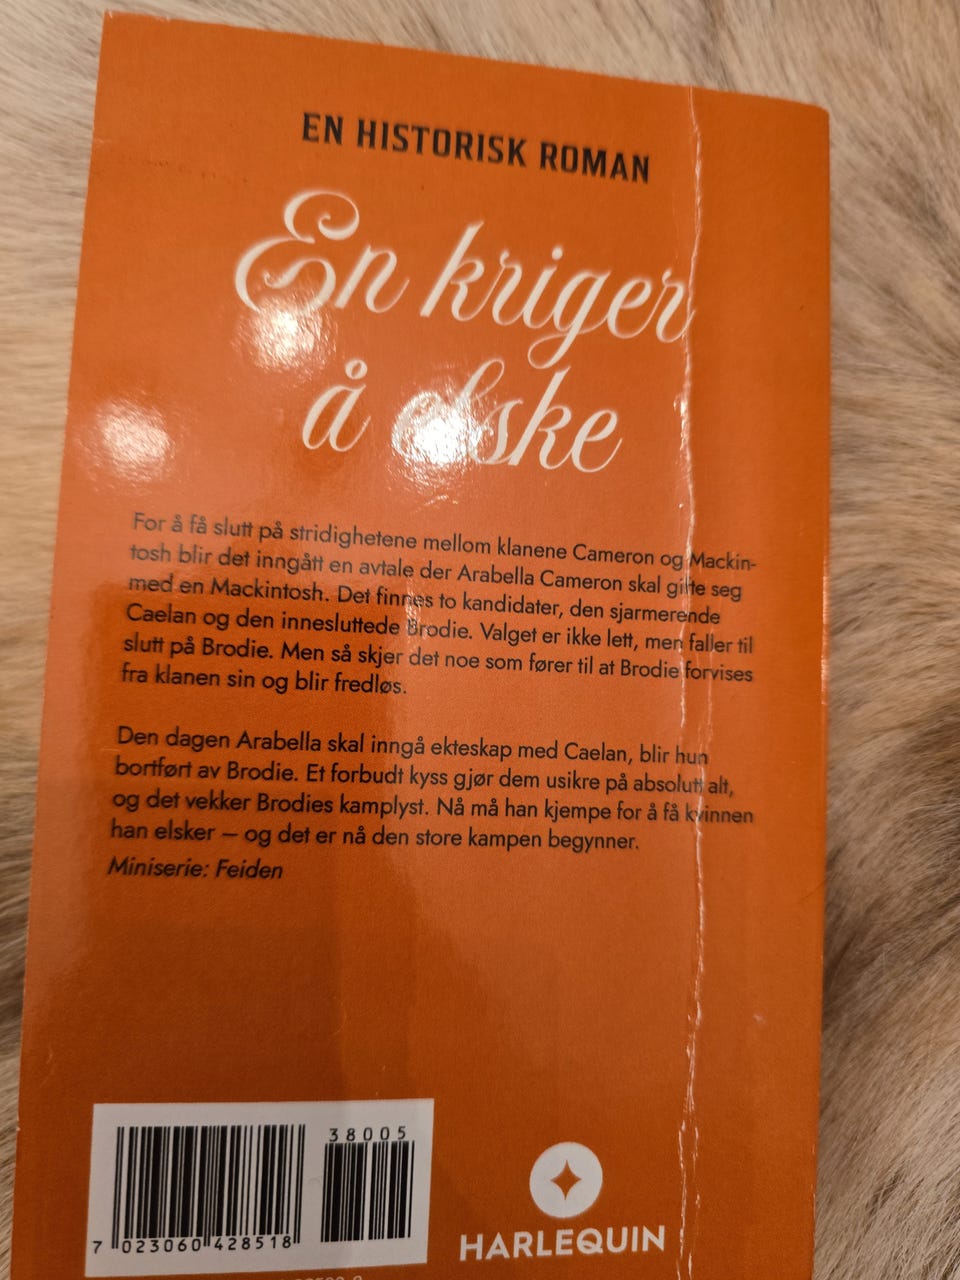 EN HISTORISK ROMAN
En kriger
å elske
For å få slutt på stridighetene mellom klanene Cameron og Mackin-
tosh blir det inngått en avtale der Arabella Cameron skal gifte seg
med en Mackintosh. Det finnes to kandidater, den sjarmerende
Caelan og den innesluttede Brodie. Valget er ikke lett, men faller til
slutt på Brodie. Men så skjer det noe som fører til at Brodie forvises
fra klanen sin og blir fredløs.
Den dagen Arabella skal inngå ekteskap med Caelan, blir hun
bortført av Brodie. Et forbudt kyss gjør dem usikre på absolutt alt,
og det vekker Brodies kamplyst. Nå må han kjempe for å få kvinnen
han elsker – og det er nå den store kampen begynner.
Miniserie: Feiden
38005
7 023060 428518
HARLEQUIN